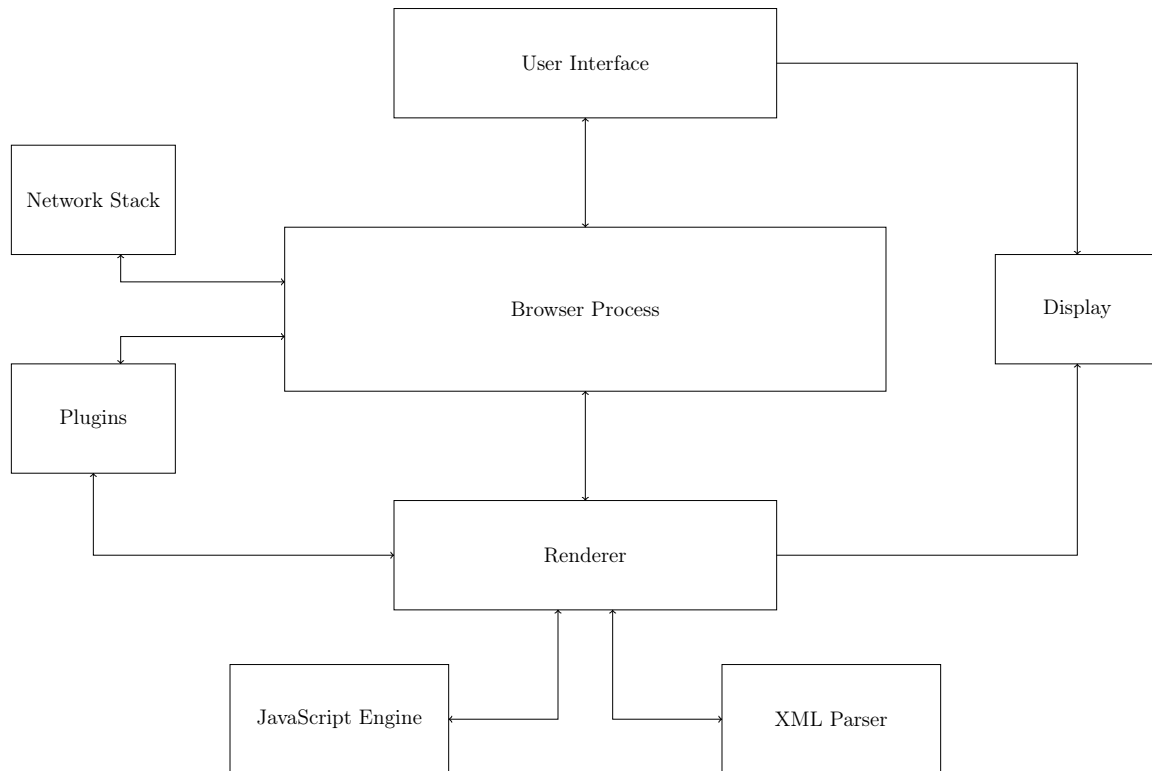 User Interface
Network Stack
Browser Process
Display
Plugins
Renderer
JavaScript Engine
XML Parser